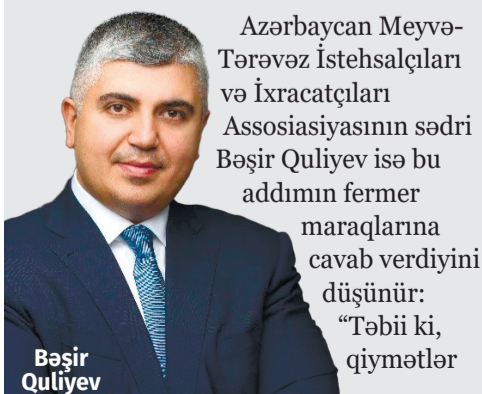 Azərbaycan Meyvə-
Tərəvəz İstehsalçıları
və İxracatçıları
Assosiasiyasının sədri
Bəşir Quliyev isə bu
addımın fermer
maraqlarına
cavab verdiyini
düşünür:
“Təbii ki,
qiymətlər
Bəşir
Quliyev